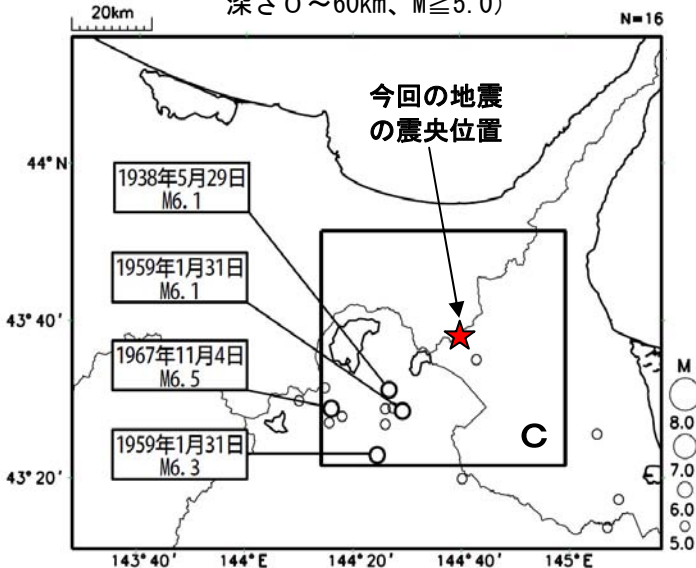 深さ0～60km、M≧5.0）
20km
N=16
今回の地震
の震央位置
44°N
1938年5月29日
M6.1
1959年1月31日
M6.1
43°40′
1967年11月4日
M6.5
1959年1月31日
M6.3
C
43°20′
M
8.0
7.0
6.0
5.0
143°40′
144°E
144°20′
144°40′
145°E